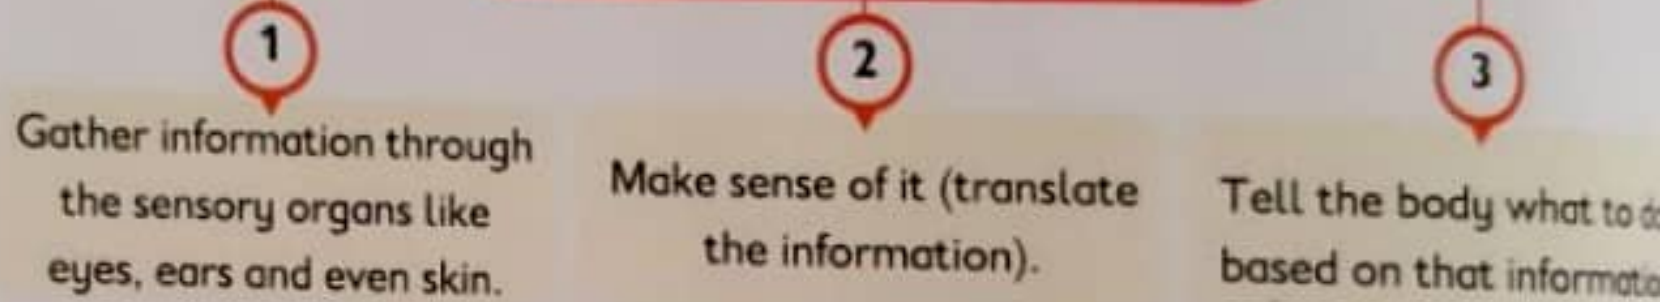 1
Gather information through
the sensory organs like
eyes, ears and even skin.
2
Make sense of it (translate
the information).
3
Tell the body what to
based on that